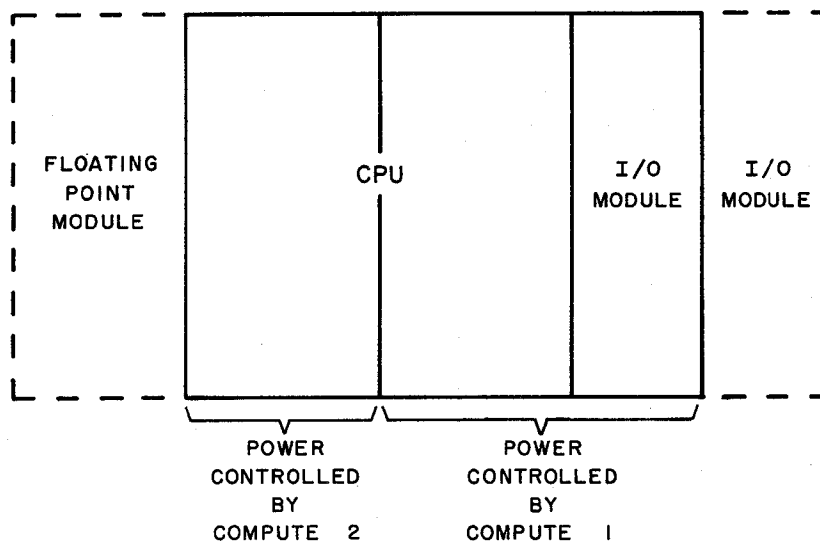 FLOATING
POINT
MODULE
CPU
I/O
MODULE
I/O
MODULE
POWER
CONTROLLED
BY
COMPUTE 2
POWER
CONTROLLED
BY
COMPUTE 1